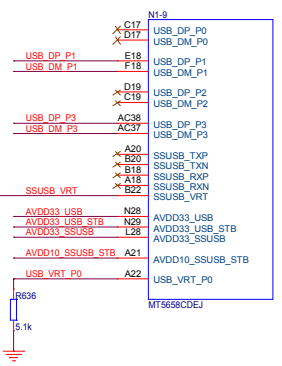 N1-9
C17 USB_DP_P0
D17 USB_DM_P0
USB_DP_P1 E18 USB_DP_P1
USB_DM_P1 F18 USB_DM_P1
D19 USB_DP_P2
C19 USB_DM_P2
USB_DP_P3 AC38 USB_DP_P3
USB_DM_P3 AC37 USB_DM_P3
A20 SSUSB_TXP
B20 SSUSB_TXN
B18 SSUSB_RXP
A18 SSUSB_RXN
SSUSB_VRT B22 SSUSB_VRT
AVDD33_USB N28 AVDD33_USB
AVDD33_USB_STB N29 AVDD33_USB_STB
AVDD33_SSUSB L28 AVDD33_SSUSB
AVDD10_SSUSB_STB A21 AVDD10_SSUSB_STB
USB_VRT_P0 A22 USB_VRT_P0
R636
MT5658CDEJ
5.1k